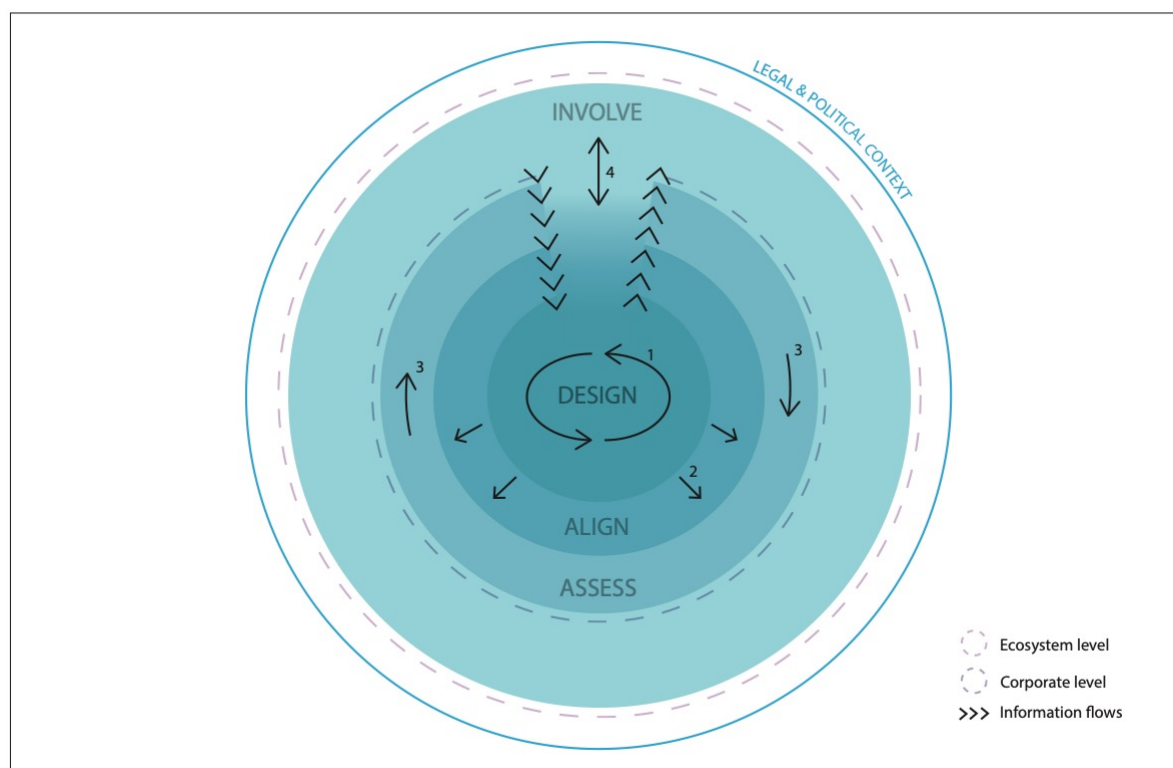 LEGAL & POLITICAL CONTEXT
INVOLVE
4
1
3
3
DESIGN
2
ALIGN
ASSESS
Ecosystem level
Corporate level
Information flows